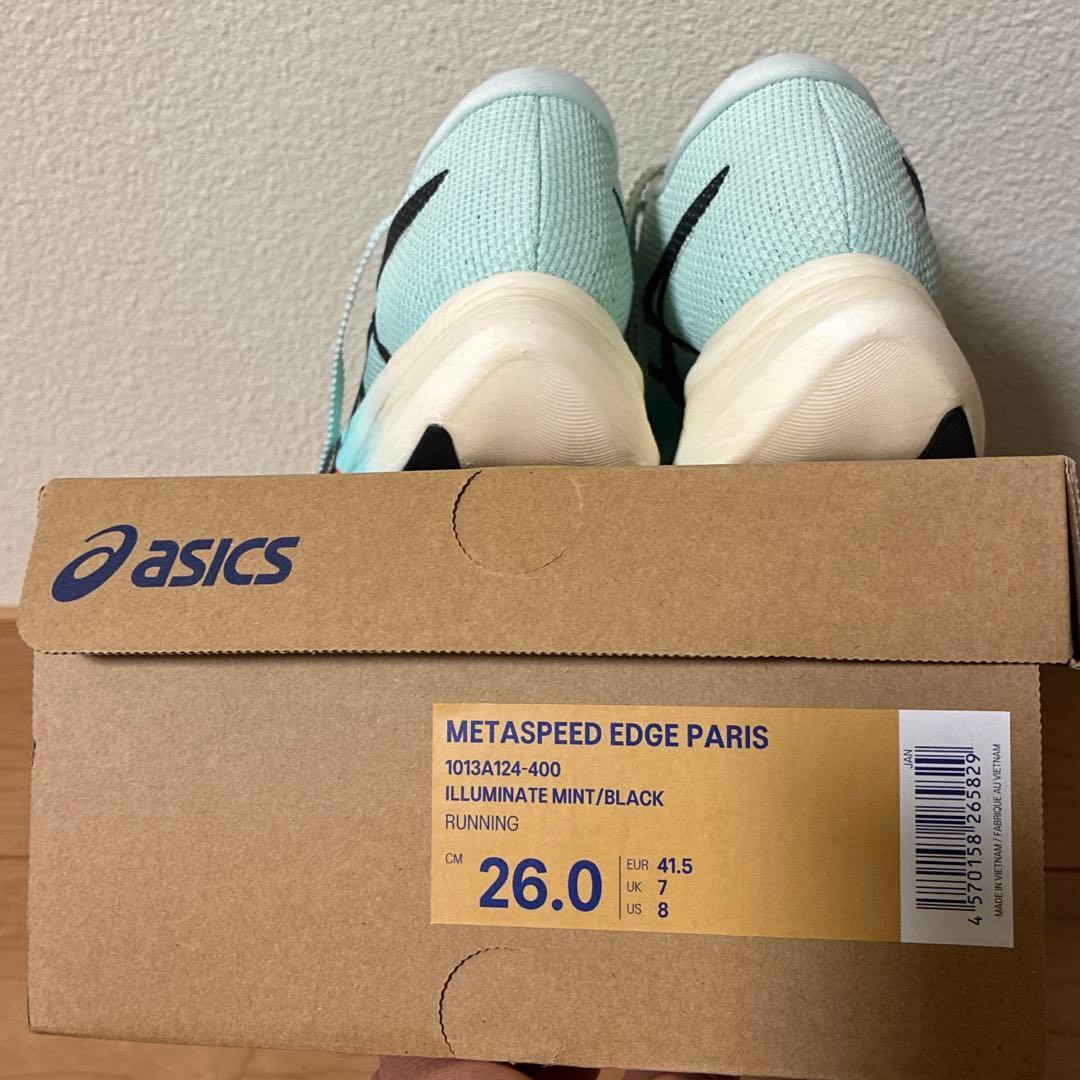 asics
METASPEED EDGE PARIS
1013A124-400
ILLUMINATE MINT/BLACK
RUNNING
CM 26.0
EUR 41.5
UK 7
US 8
JAN
4 570158 265829
MADE IN VIETNAM / FABRIQUE AU VIETNAM